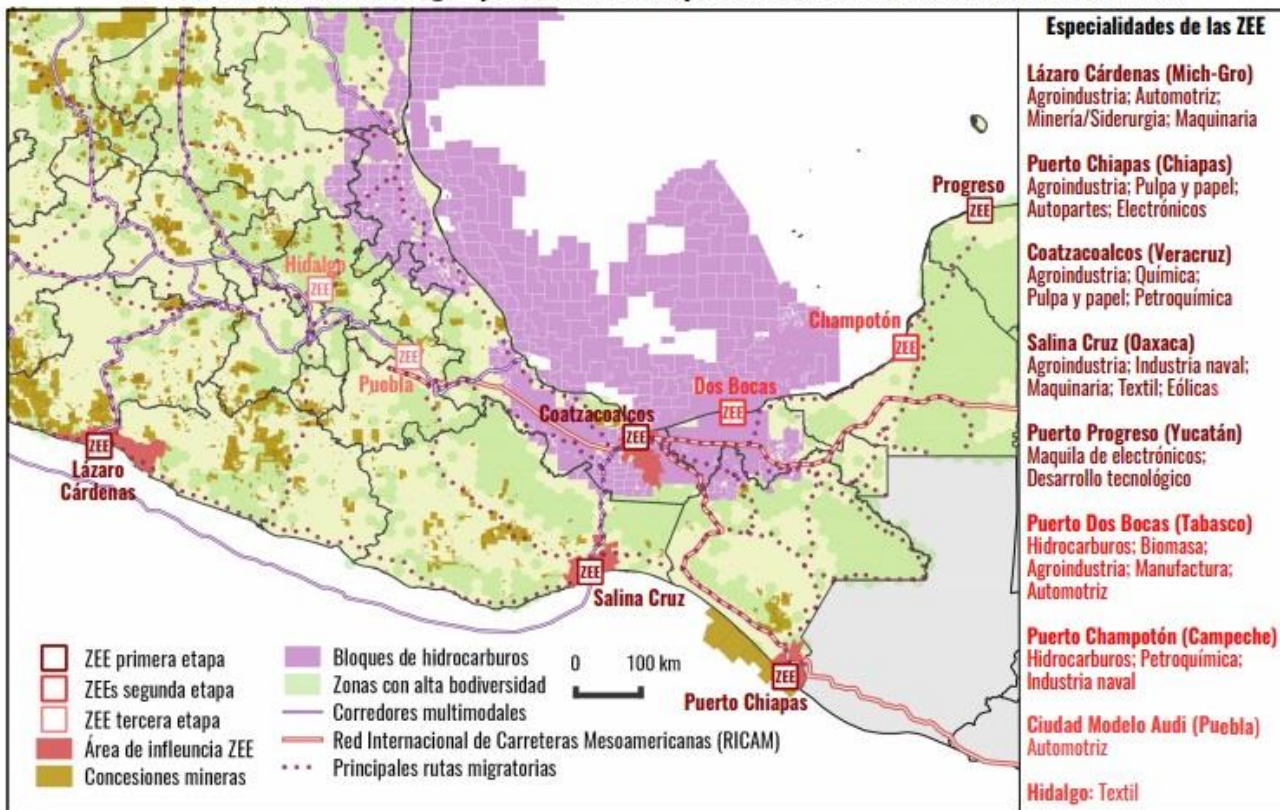 Especialidades de las ZEE
Lázaro Cárdenas (Mich-Gro)
Agroindustria; Automotriz;
Minería/Siderurgia; Maquinaria
Puerto Chiapas (Chiapas)
Agroindustria; Pulpa y papel;
Autopartes; Electrónicos
Coatzacoalcos (Veracruz)
Agroindustria; Química;
Pulpa y papel; Petroquímica
Salina Cruz (Oaxaca)
Agroindustria; Industria naval;
Maquinaria; Textil; Eólicas
Puerto Progreso (Yucatán)
Maquila de electrónicos;
Desarrollo tecnológico
Puerto Dos Bocas (Tabasco)
Hidrocarburos; Biomasa;
Agroindustria; Manufactura;
Automotriz
Puerto Champotón (Campeche)
Hidrocarburos; Petroquímica;
Industria naval
Ciudad Modelo Audi (Puebla)
Automotriz
Hidalgo: Textil
Progreso
ZEE
Hidalgo
ZEE
Champotón
ZEE
ZEE
Puebla
Dos Bocas
ZEE
Coatzacoalcos
ZEE
ZEE
Lázaro
Cárdenas
ZEE
Salina Cruz
ZEE
Puerto Chiapas
ZEE primera etapa
ZEEs segunda etapa
ZEE tercera etapa
Área de infleuncia ZEE
Concesiones mineras
Bloques de hidrocarburos
Zonas con alta bodiversidad
Corredores multimodales
Red Internacional de Carreteras Mesoamericanas (RICAM)
Principales rutas migratorias
0 100 km